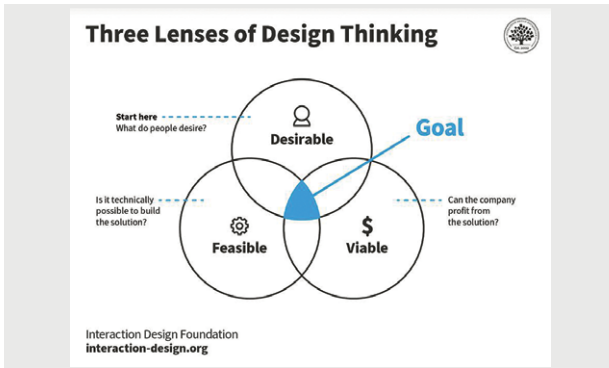 Three Lenses of Design Thinking
Start here
What do people desire?
Desirable
Goal
Is it technically
possible to build
the solution?
Can the company
profit from
the solution?
Feasible
$
Viable
Interaction Design Foundation
interaction-design.org